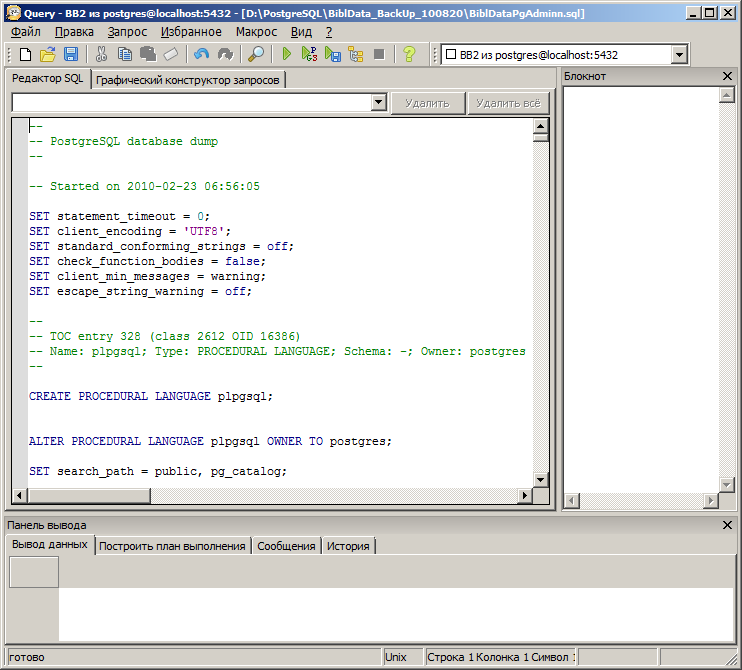 Query - BB2 из postgres@localhost:5432 - [D:\PostgreSQL\BiblData_BackUp_100820\BiblDataPgAdminn.sql]
Файл Правка Запрос Избранное Макрос Вид ?
BB2 из postgres@localhost:5432
Редактор SQL Графический конструктор запросов
Блокнот
Удалить Удалить всё
--
-- PostgreSQL database dump
--
-- Started on 2010-02-23 06:56:05
SET statement_timeout = 0;
SET client_encoding = 'UTF8';
SET standard_conforming_strings = off;
SET check_function_bodies = false;
SET client_min_messages = warning;
SET escape_string_warning = off;
--
-- TOC entry 328 (class 2612 OID 16386)
-- Name: plpgsql; Type: PROCEDURAL LANGUAGE; Schema: -; Owner: postgres
--
CREATE PROCEDURAL LANGUAGE plpgsql;
ALTER PROCEDURAL LANGUAGE plpgsql OWNER TO postgres;
SET search_path = public, pg_catalog;
Панель вывода
Вывод данных Построить план выполнения Сообщения История
готово Unix Строка 1 Колонка 1 Символ